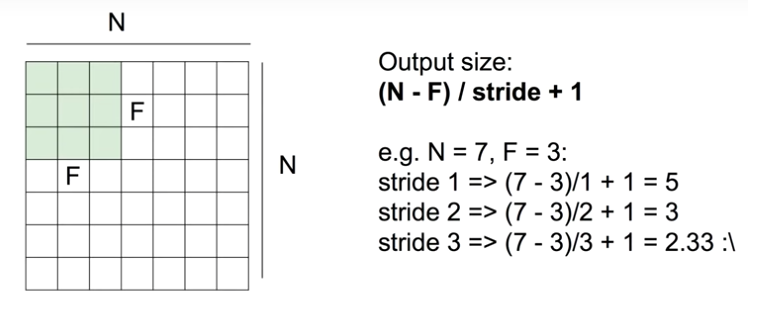 N
F
F
N
Output size:
(N - F) / stride + 1
e.g. N = 7, F = 3:
stride 1 => (7 - 3)/1 + 1 = 5
stride 2 => (7 - 3)/2 + 1 = 3
stride 3 => (7 - 3)/3 + 1 = 2.33 :\